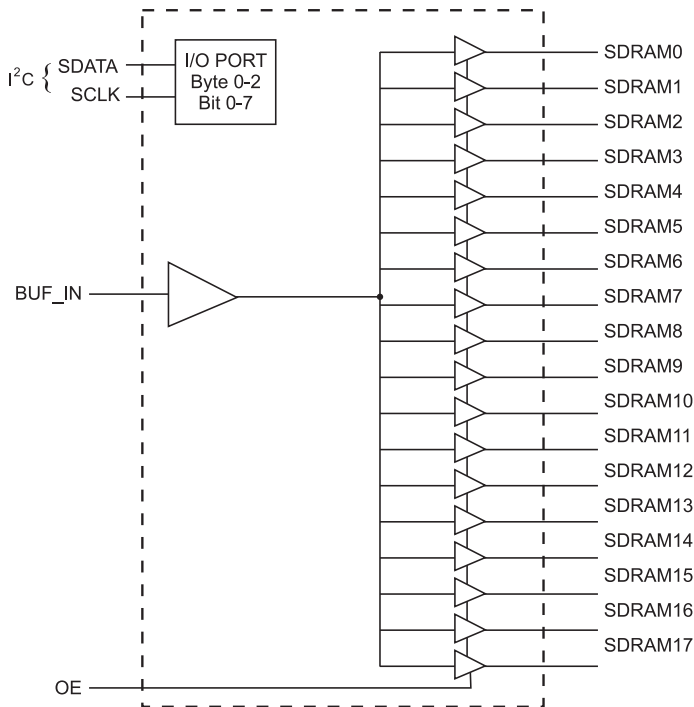 I²C { SDATA
SCLK
I/O PORT
Byte 0-2
Bit 0-7
BUF_IN
OE
SDRAM0
SDRAM1
SDRAM2
SDRAM3
SDRAM4
SDRAM5
SDRAM6
SDRAM7
SDRAM8
SDRAM9
SDRAM10
SDRAM11
SDRAM12
SDRAM13
SDRAM14
SDRAM15
SDRAM16
SDRAM17